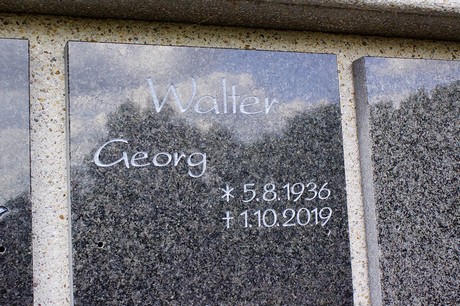 Walter
Georg
* 5.8.1936
† 1.10.2019